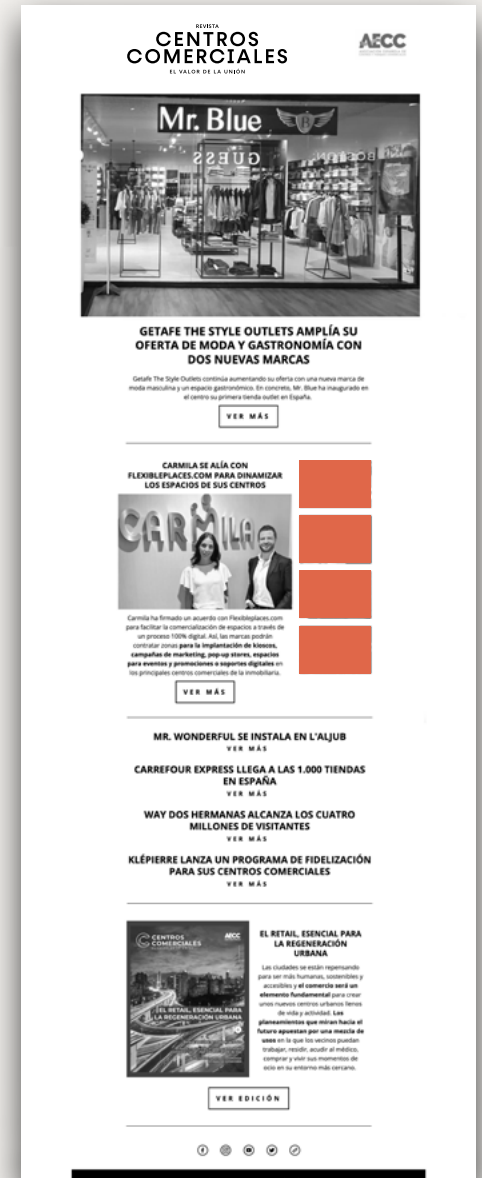 REVISTA
CENTROS
COMERCIALES
EL VALOR DE LA UNIÓN
AECC
Mr. Blue
GUESS
BOSTON
GETAFE THE STYLE OUTLETS AMPLÍA SU
OFERTA DE MODA Y GASTRONOMÍA CON
DOS NUEVAS MARCAS
Getafe The Style Outlets continúa aumentando su oferta con una nueva marca de
moda masculina y un espacio gastronómico. En concreto, Mr. Blue ha inaugurado en
el centro su primera tienda outlet en España.
VER MÁS
CARMILA SE ALÍA CON
FLEXIBLEPLACES.COM PARA DINAMIZAR
LOS ESPACIOS DE SUS CENTROS
CARMILA
Carmila ha firmado un acuerdo con Flexibleplaces.com
para facilitar la comercialización de espacios a través de
un proceso 100% digital. Así, las marcas podrán
contratar zonas para la implantación de kioscos,
campañas de marketing, pop-up stores, espacios
para eventos y promociones o soportes digitales en
los principales centros comerciales de la inmobiliaria.
VER MÁS
MR. WONDERFUL SE INSTALA EN L'ALJUB
VER MÁS
CARREFOUR EXPRESS LLEGA A LAS 1.000 TIENDAS
EN ESPAÑA
VER MÁS
WAY DOS HERMANAS ALCANZA LOS CUATRO
MILLONES DE VISITANTES
VER MÁS
KLÉPIERRE LANZA UN PROGRAMA DE FIDELIZACIÓN
PARA SUS CENTROS COMERCIALES
VER MÁS
CENTROS
COMERCIALES
AECC
EL RETAIL, ESENCIAL PARA
LA REGENERACIÓN URBANA
EL RETAIL, ESENCIAL PARA
LA REGENERACIÓN
URBANA
Las ciudades se están repensando
para ser más humanas, sostenibles y
accesibles y el comercio será un
elemento fundamental para crear
unos nuevos centros urbanos llenos
de vida y actividad. Los
planeamientos que miran hacia el
futuro apuestan por una mezcla de
usos en la que los vecinos puedan
trabajar, residir, acudir al médico,
comprar y vivir sus momentos de
ocio en su entorno más cercano.
VER EDICIÓN